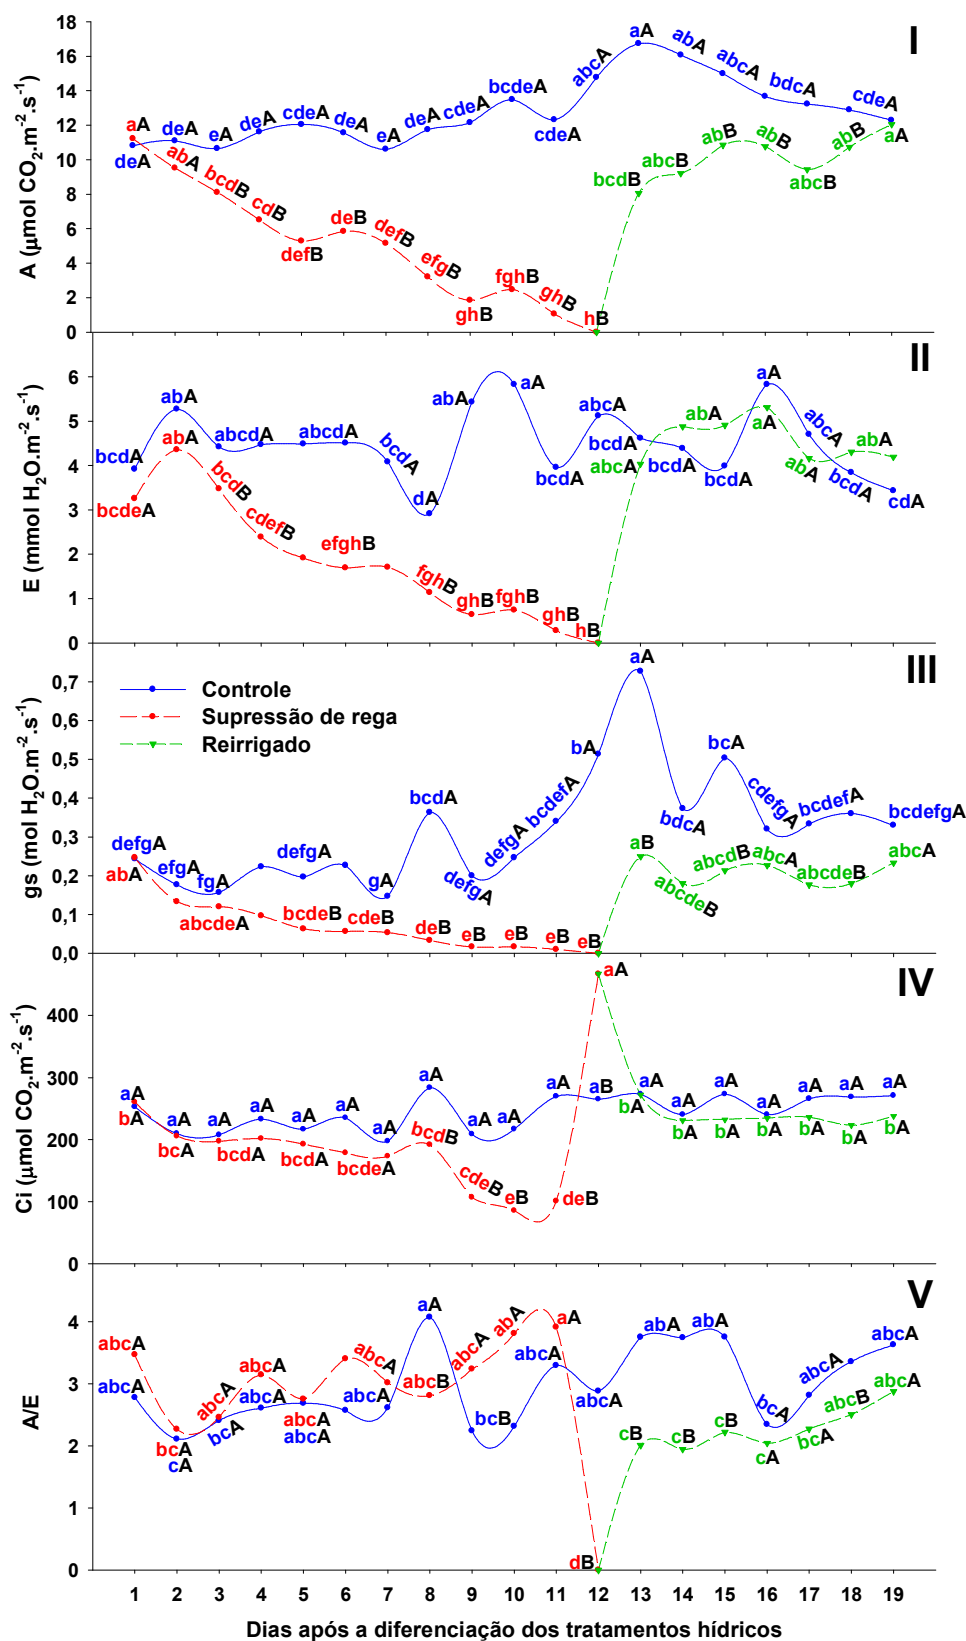 I
A (µmol CO2.m-2.s-1)
18
16
14
12
10
8
6
4
2
0
deA deA eA deA cdeA deA eA deA cdeA bcdeA cdeA abcA aA abA abcA bdcA cdeA
aA abA bcdB cdB defB deB defB efgB ghB fghB ghB hB
bcdB abcB abB abB abcB abB aA
II
E (mmol H2O.m-2.s-1)
6
5
4
3
2
1
0
bcdA abA abcdA abcdA bcdA dA abA aA bcdA abcA bcdA bcdA bcdA aA abcA bcdA cdA
bcdeA abA bcdB cdefB efghB fghB ghB fghB ghB hB
abcA abA aA abA abA
III
gs (mol H2O.m-2.s-1)
0,7
0,6
0,5
0,4
0,3
0,2
0,1
0,0
Controle
Supressão de rega
Reirrigado
defgA efgA fgA defgA gA bcdA defgA defgA bcdefA bA aA bdcA bcA cdefgA bcdefA bcdefgA
abA abcdeA bcdeB cdeB deB eB eB eB eB
aB abcdeB abcdB abcA abcdeB abcA
IV
Ci (µmol CO2.m-2.s-1)
400
300
200
100
0
aA aA aA aA aA aA aA aA aA aA aA aB aA aA aA aA aA aA aA
bA bcA bcdA bcdA bcdeA bcdB cdeB eB deB aA
bA bA bA bA bA bA bA
V
A/E
4
3
2
1
0
abcA cA bcA abcA abcA abcA aA bcB abcA abcA abA abA bcA abcA abcA
abcA bcA abcA abcA abcA abcA abcB abcA abA aA dB
cB cB cB cA bcA abcB abcA
1 2 3 4 5 6 7 8 9 10 11 12 13 14 15 16 17 18 19
Dias após a diferenciação dos tratamentos hídricos